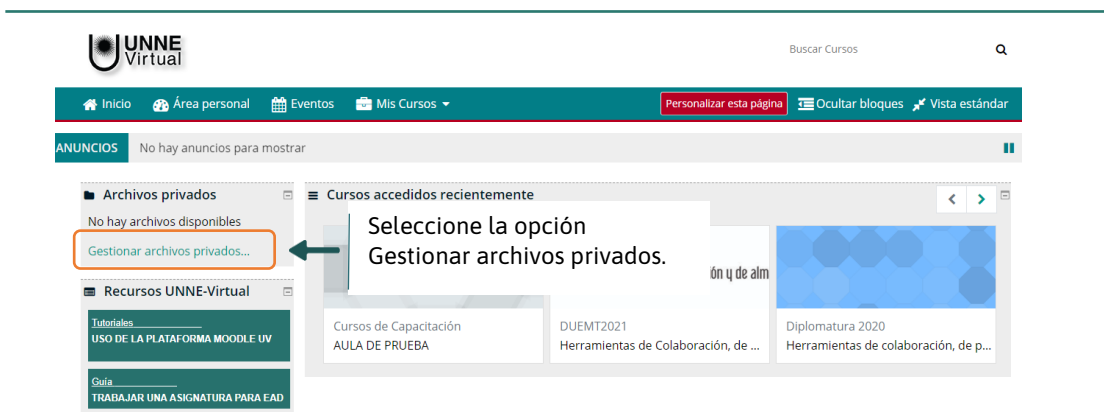 UNNE
Virtual
Buscar Cursos
Inicio Área personal Eventos Mis Cursos Personalizar esta página Ocultar bloques Vista estándar
ANUNCIOS No hay anuncios para mostrar
Archivos privados
No hay archivos disponibles
Gestionar archivos privados...
Recursos UNNE-Virtual
Tutoriales
USO DE LA PLATAFORMA MOODLE UV
Guía
TRABAJAR UNA ASIGNATURA PARA EAD
Cursos accedidos recientemente
Seleccione la opción
Gestionar archivos privados.
ón y de alm
Cursos de Capacitación
AULA DE PRUEBA
DUEMT2021
Herramientas de Colaboración, de ...
Diplomatura 2020
Herramientas de colaboración, de p...